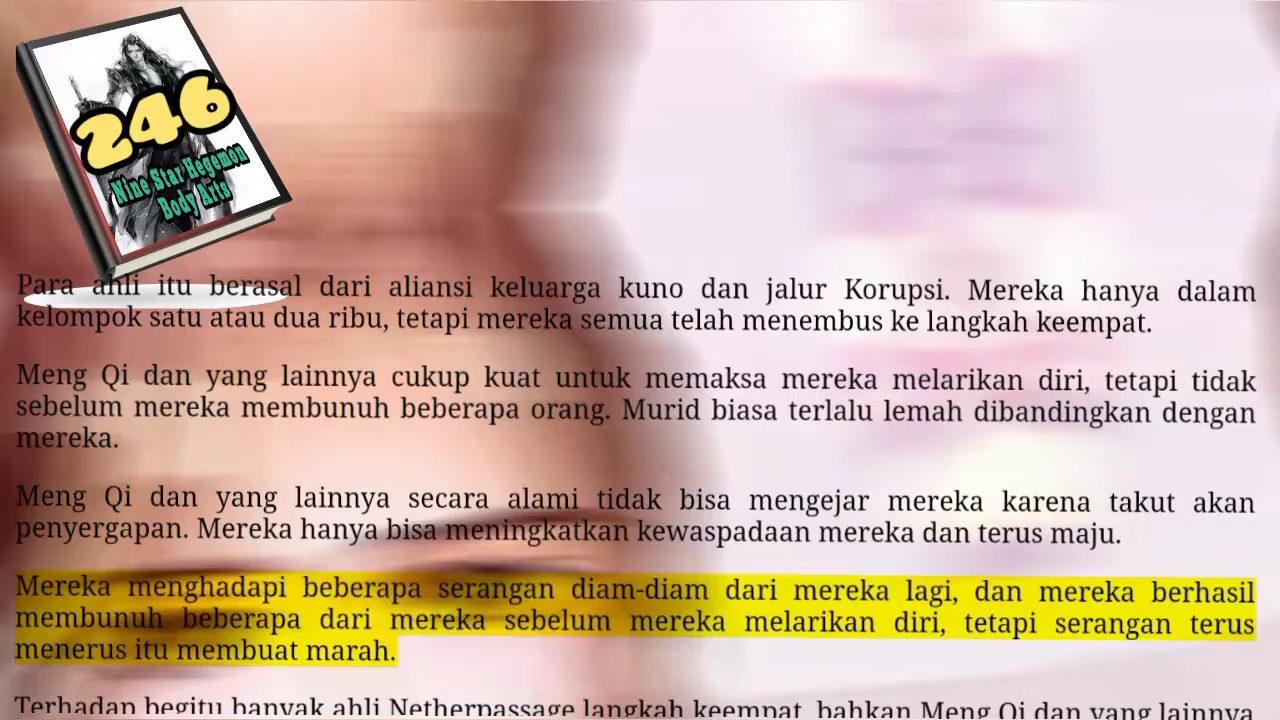 246
Nine Star Hegemon
Body Arts
Para ahli itu berasal dari aliansi keluarga kuno dan jalur Korupsi. Mereka hanya dalam
kelompok satu atau dua ribu, tetapi mereka semua telah menembus ke langkah keempat.
Meng Qi dan yang lainnya cukup kuat untuk memaksa mereka melarikan diri, tetapi tidak
sebelum mereka membunuh beberapa orang. Murid biasa terlalu lemah dibandingkan dengan
mereka.
Meng Qi dan yang lainnya secara alami tidak bisa mengejar mereka karena takut akan
penyergapan. Mereka hanya bisa meningkatkan kewaspadaan mereka dan terus maju.
Mereka menghadapi beberapa serangan diam-diam dari mereka lagi, dan mereka berhasil
membunuh beberapa dari mereka sebelum mereka melarikan diri, tetapi serangan terus
menerus itu membuat marah.
Terhadap begitu banyak ahli Netherpassage langkah keempat, bahkan Meng Qi dan yang lainnya